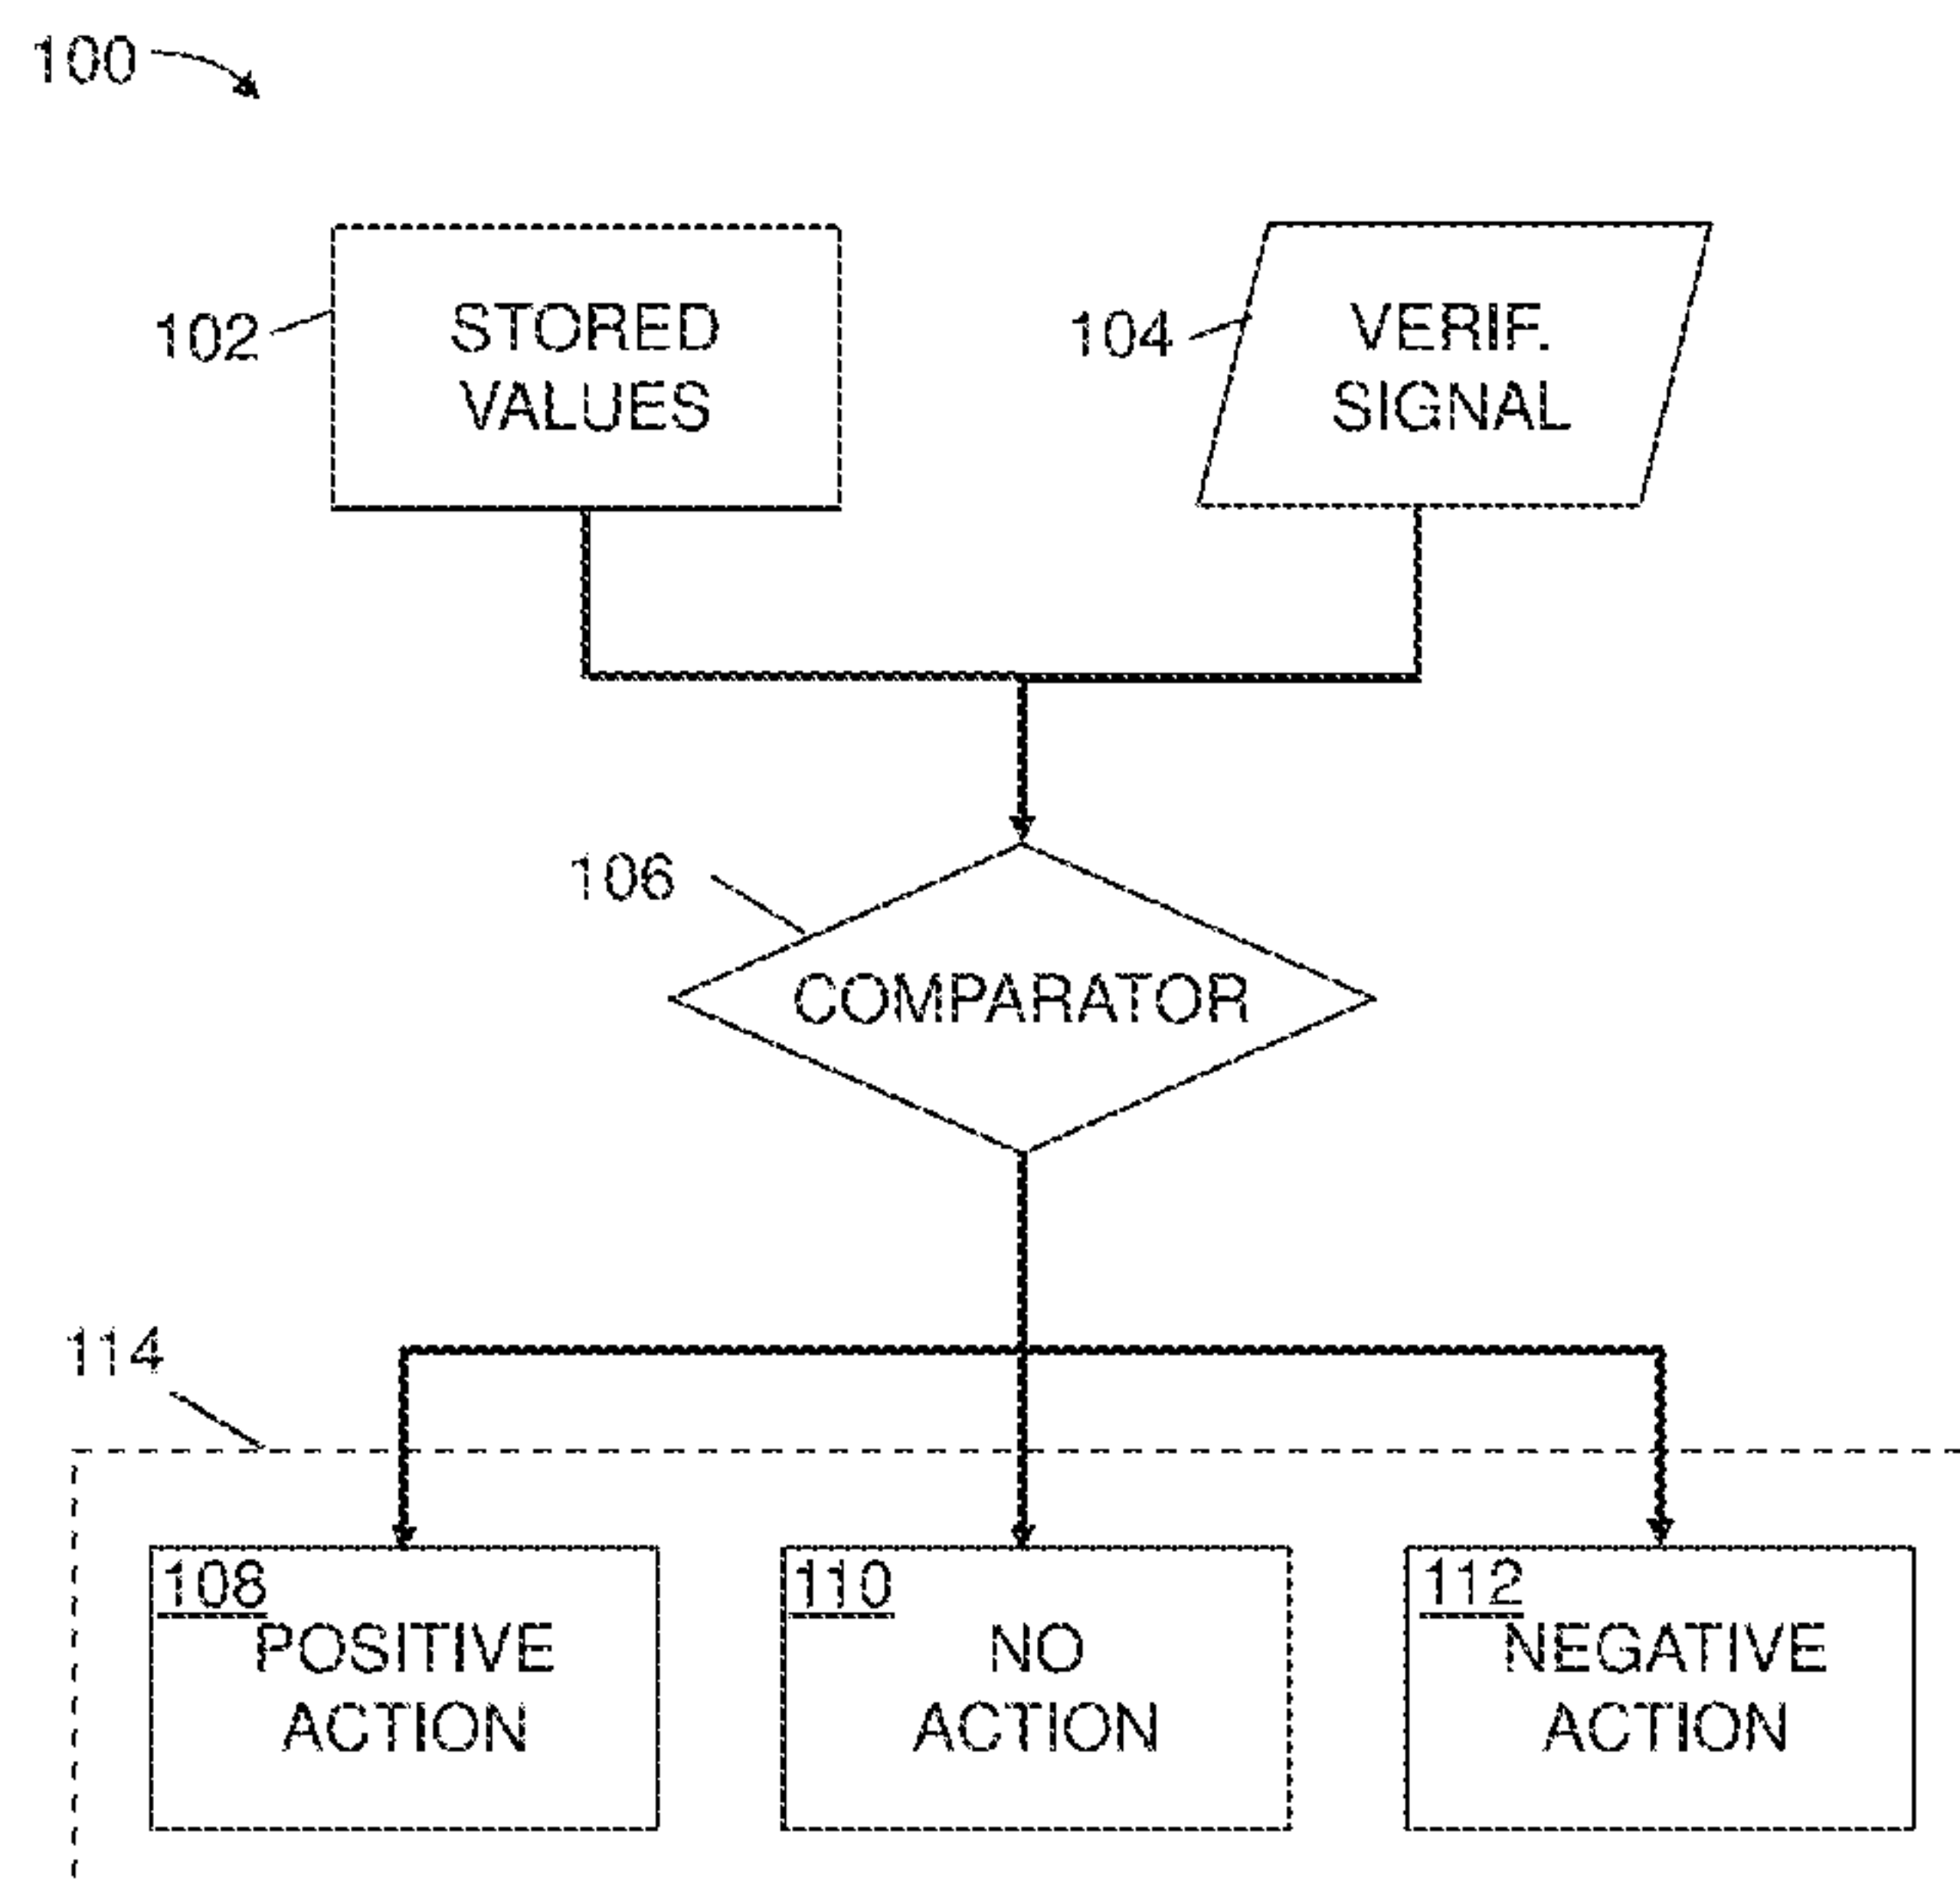 100
102
STORED
VALUES
104
VERIF.
SIGNAL
106
COMPARATOR
114
108
POSITIVE
ACTION
110
NO
ACTION
112
NEGATIVE
ACTION